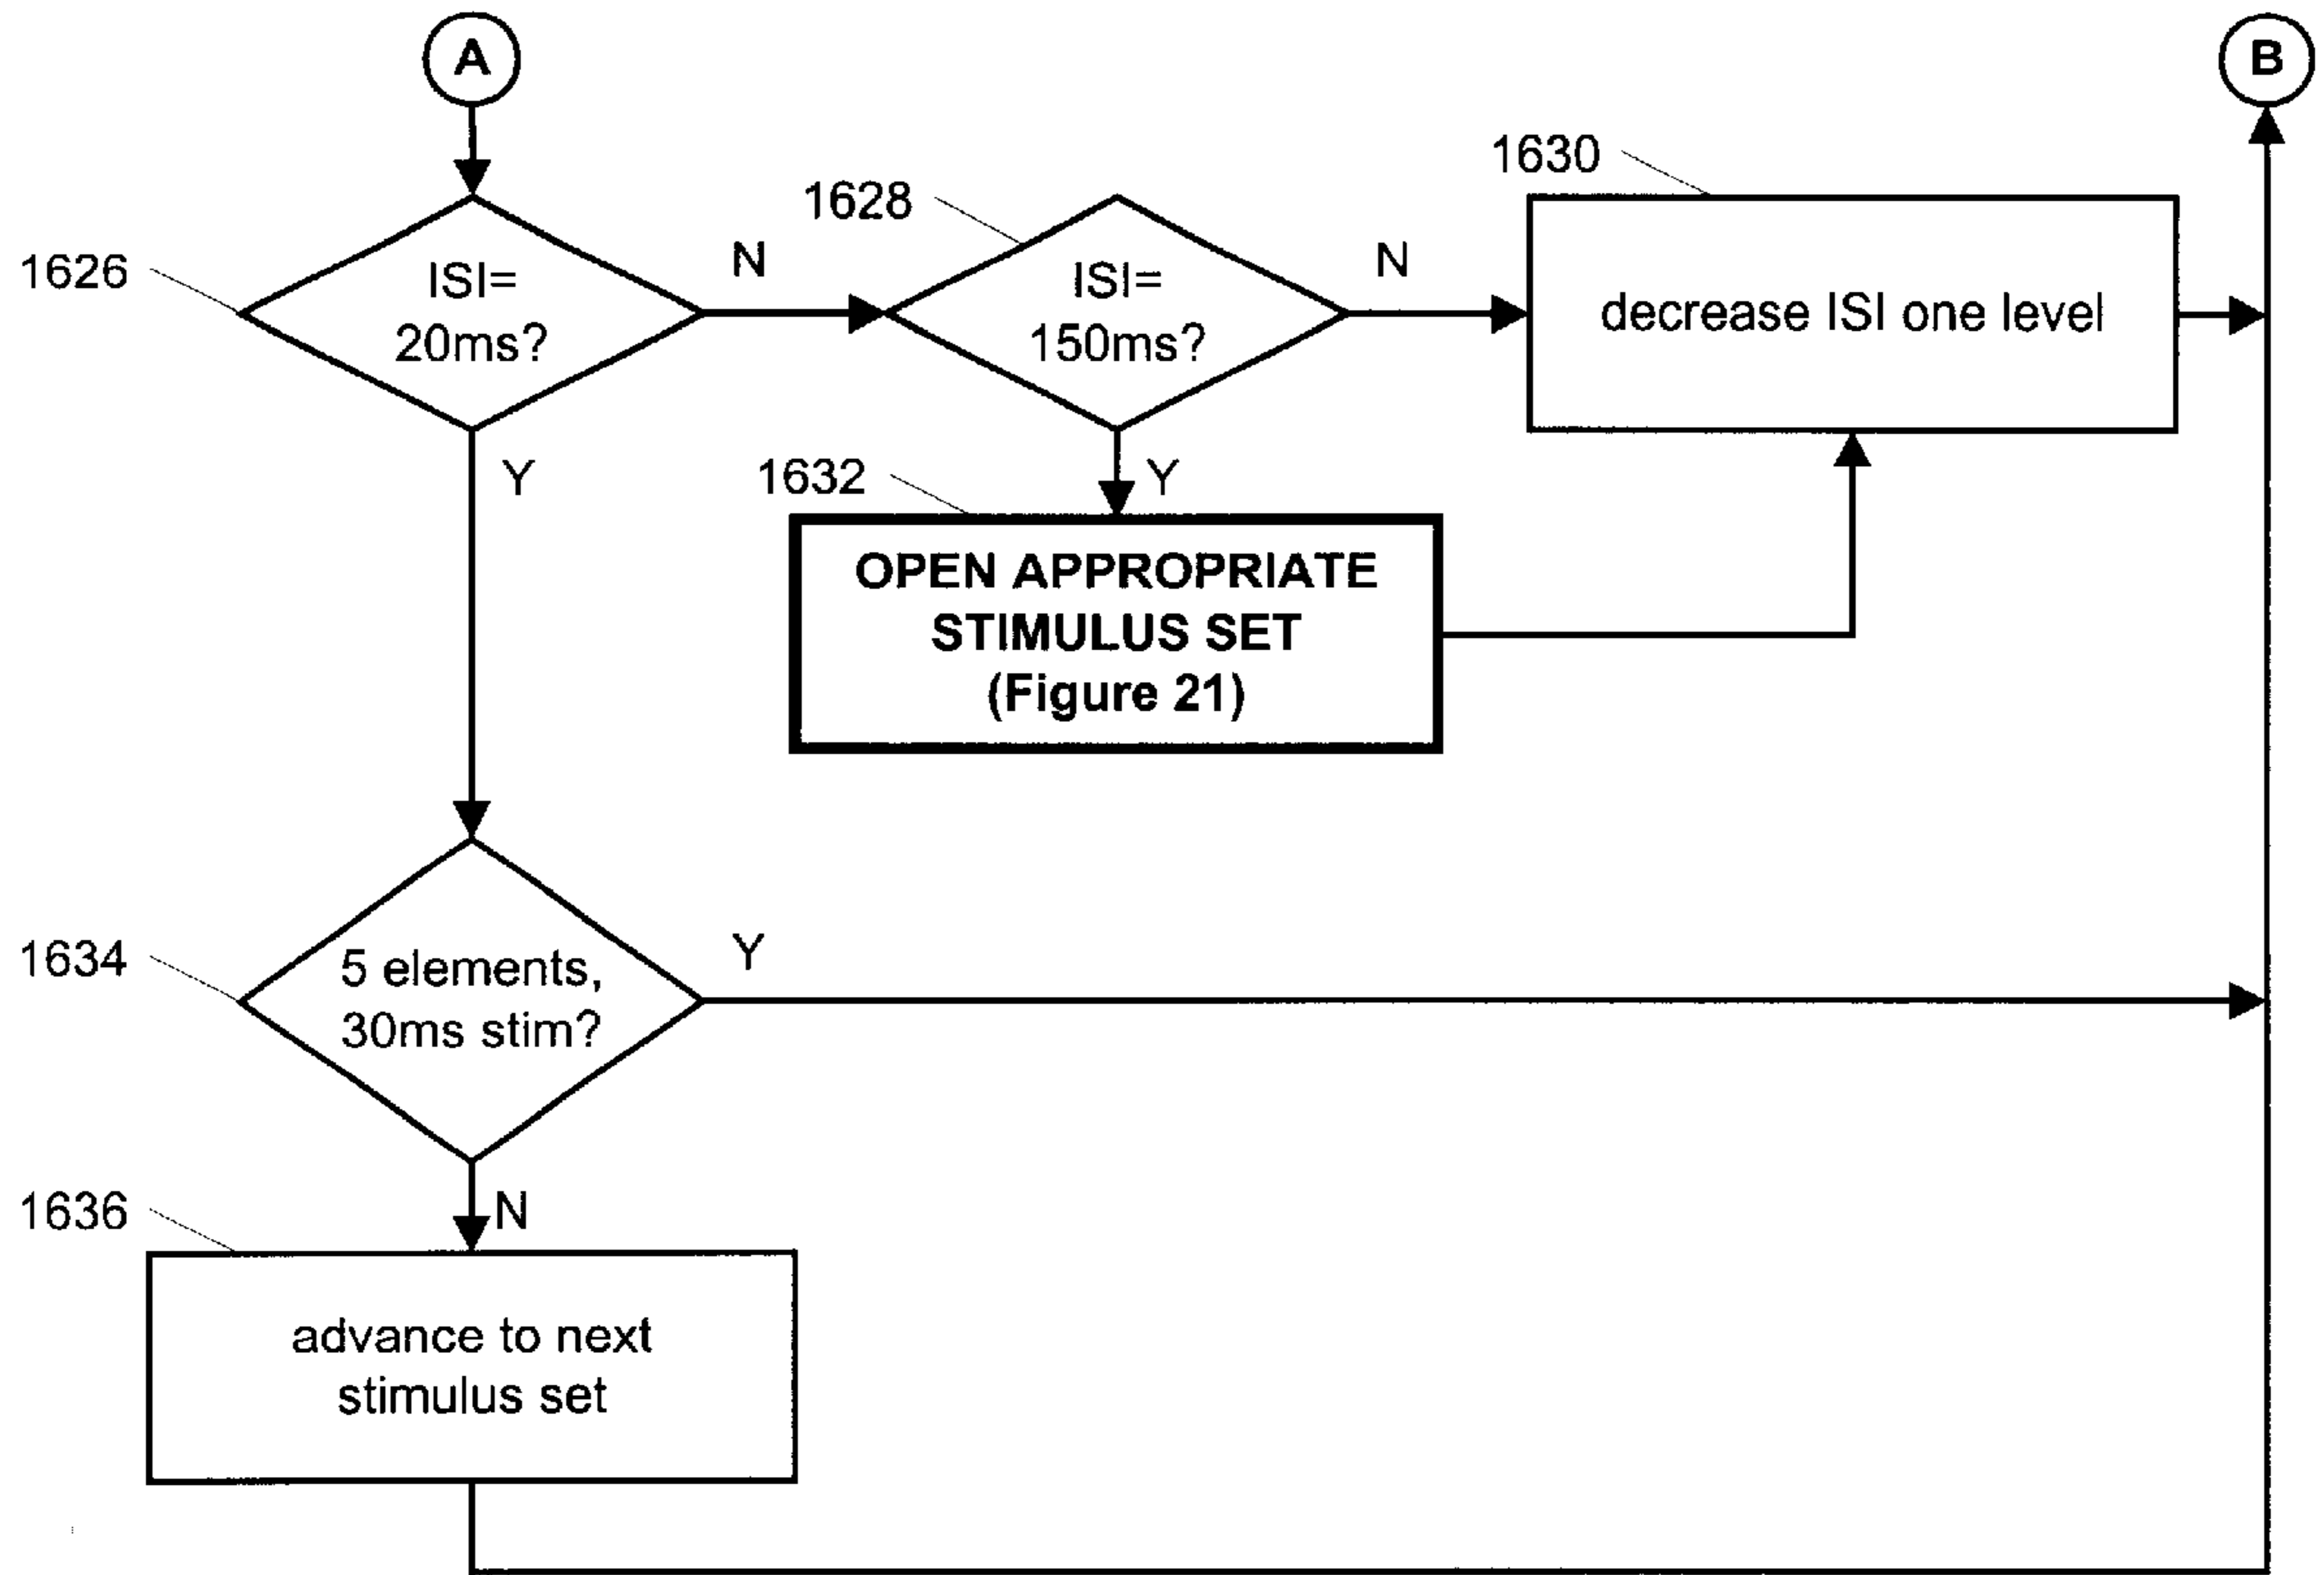 A
B
1630
1628
1626
ISI=
20ms?
N
ISI=
150ms?
N
decrease ISI one level
Y
1632
Y
OPEN APPROPRIATE
STIMULUS SET
(Figure 21)
1634
5 elements,
30ms stim?
Y
1636
N
advance to next
stimulus set